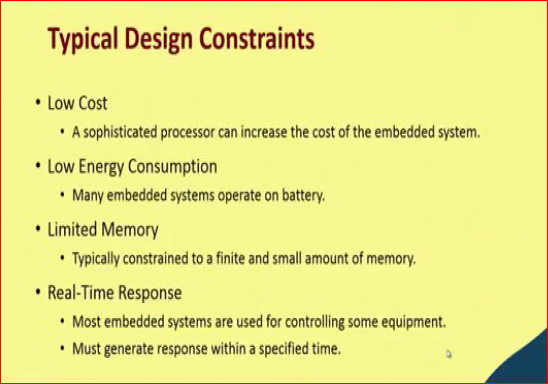 Typical Design Constraints
• Low Cost
• A sophisticated processor can increase the cost of the embedded system.
• Low Energy Consumption
• Many embedded systems operate on battery.
• Limited Memory
• Typically constrained to a finite and small amount of memory.
• Real-Time Response
• Most embedded systems are used for controlling some equipment.
• Must generate response within a specified time.